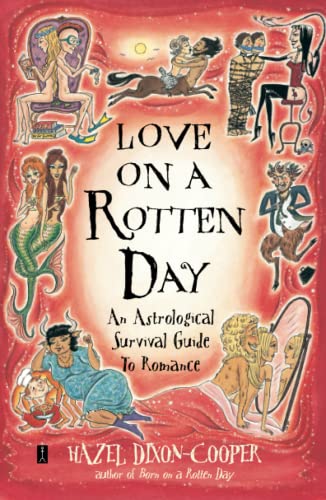 LOVE
ON A
ROTTEN
DAY
An Astrological
Survival Guide
To Romance
HAZEL DIXON-COOPER
author of Born on a Rotten Day